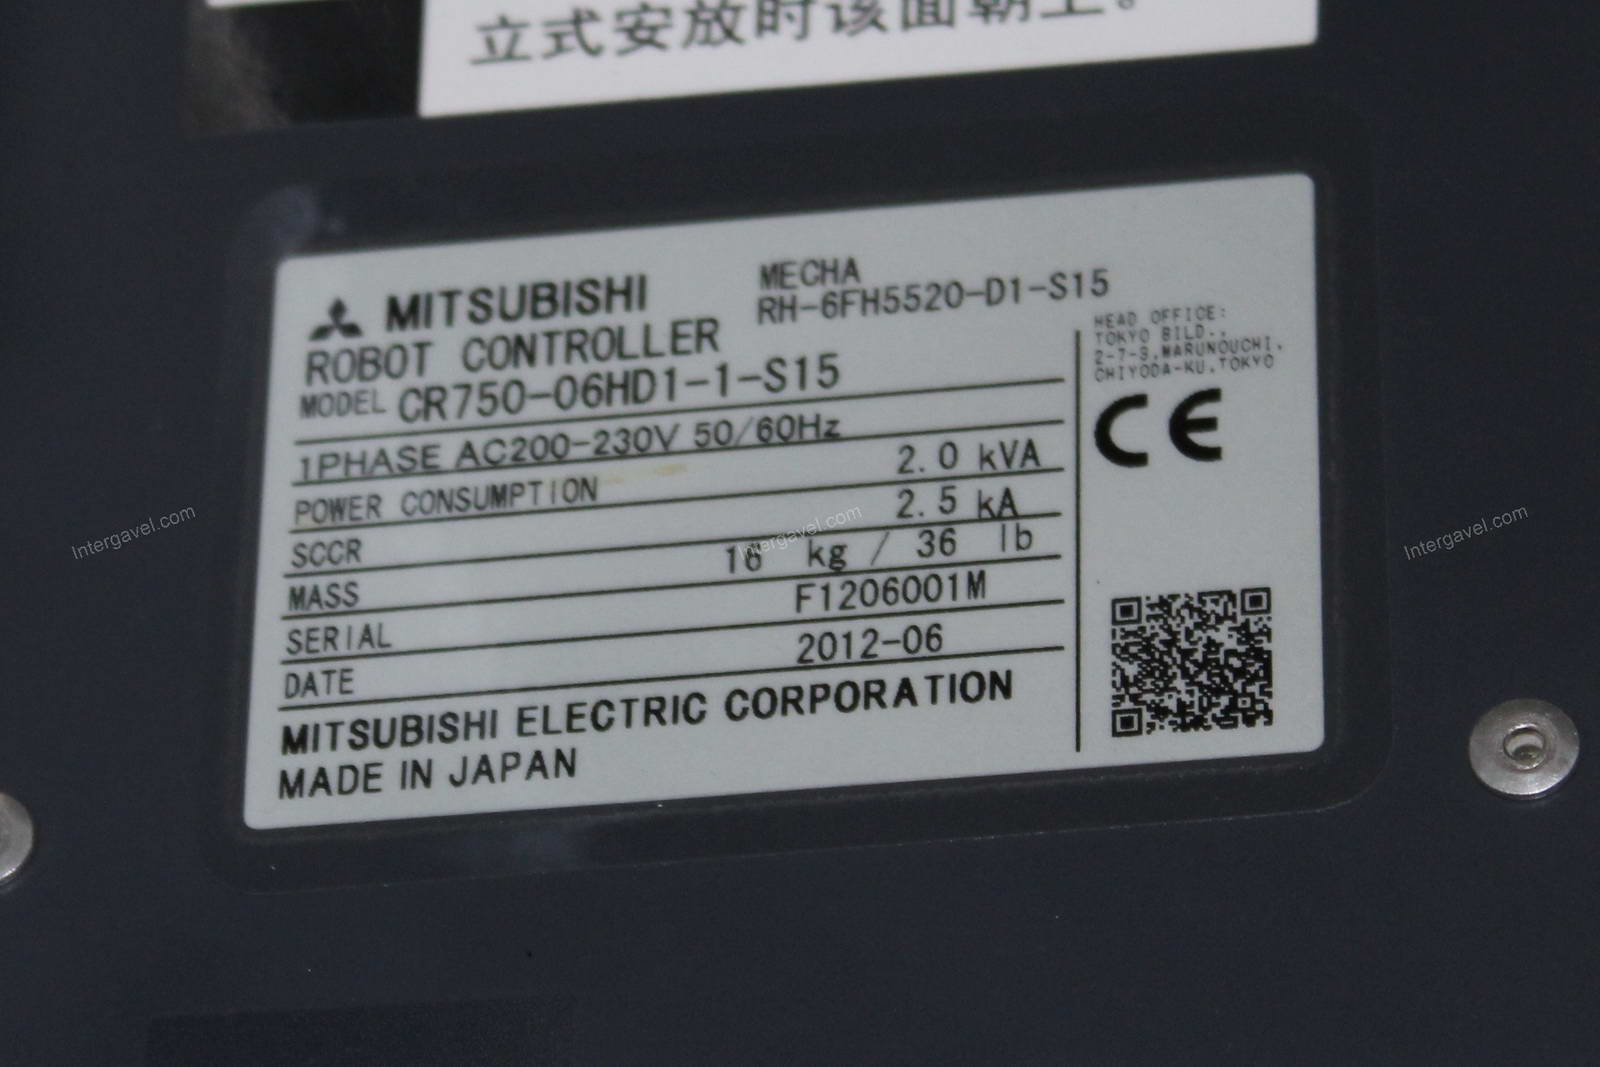 立式安放时该面朝上。
MITSUBISHI
ROBOT CONTROLLER
MODEL CR750-06HD1-1-S15
MECHA
RH-6FH5520-D1-S15
1PHASE AC200-230V 50/60Hz
POWER CONSUMPTION 2.0 kVA
SCCR 2.5 kA
MASS kg / 36 lb
SERIAL F1206001M
DATE 2012-06
MITSUBISHI ELECTRIC CORPORATION
MADE IN JAPAN
HEAD OFFICE:
TOKYO BILD.,
2-7-3, MARUNOUCHI,
CHIYODA-KU, TOKYO
CE
Intergavel.com
Intergavel.com
Intergavel.com